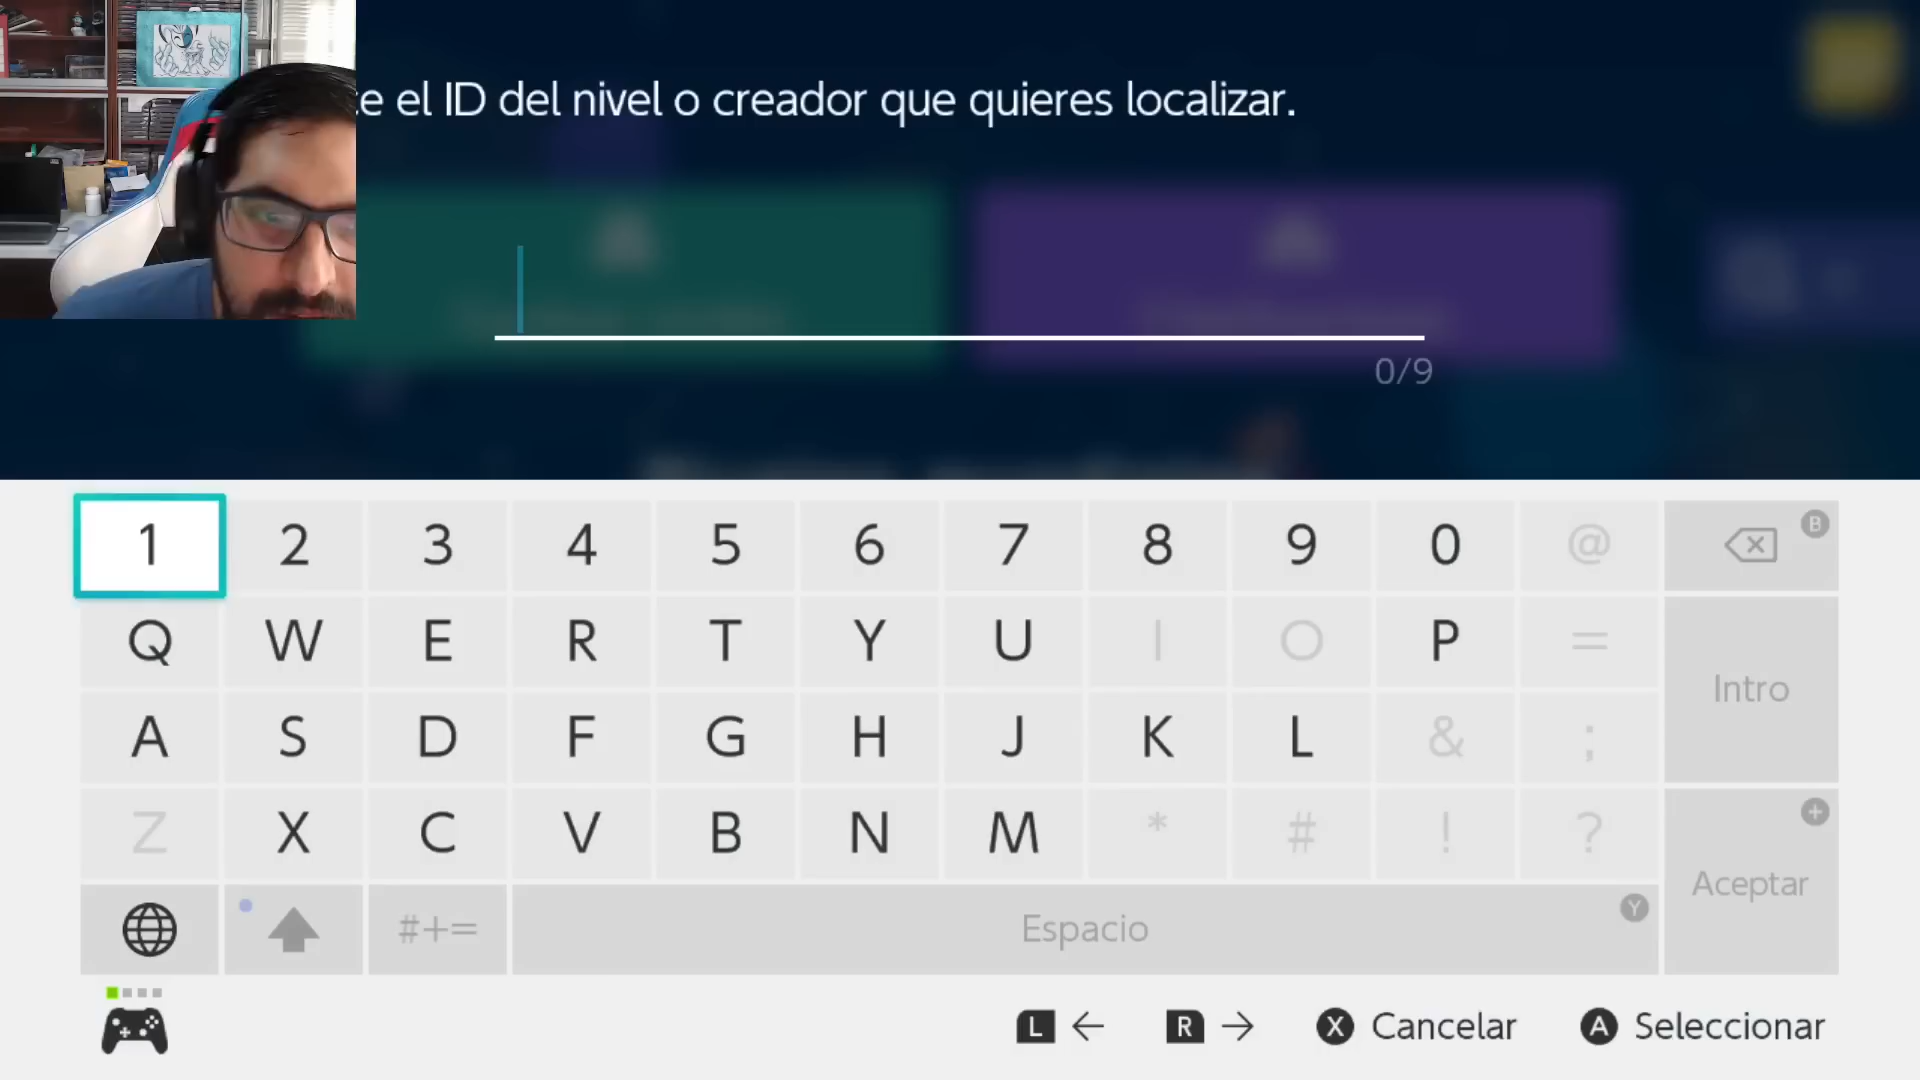 e el ID del nivel o creador que quieres localizar.
0/9
1 2 3 4 5 6 7 8 9 0 @ B
Q W E R T Y U I O P = Intro
A S D F G H J K L & ;
Z X C V B N M * # ! ? + Aceptar
#+= Espacio Y
L ← R → X Cancelar A Seleccionar